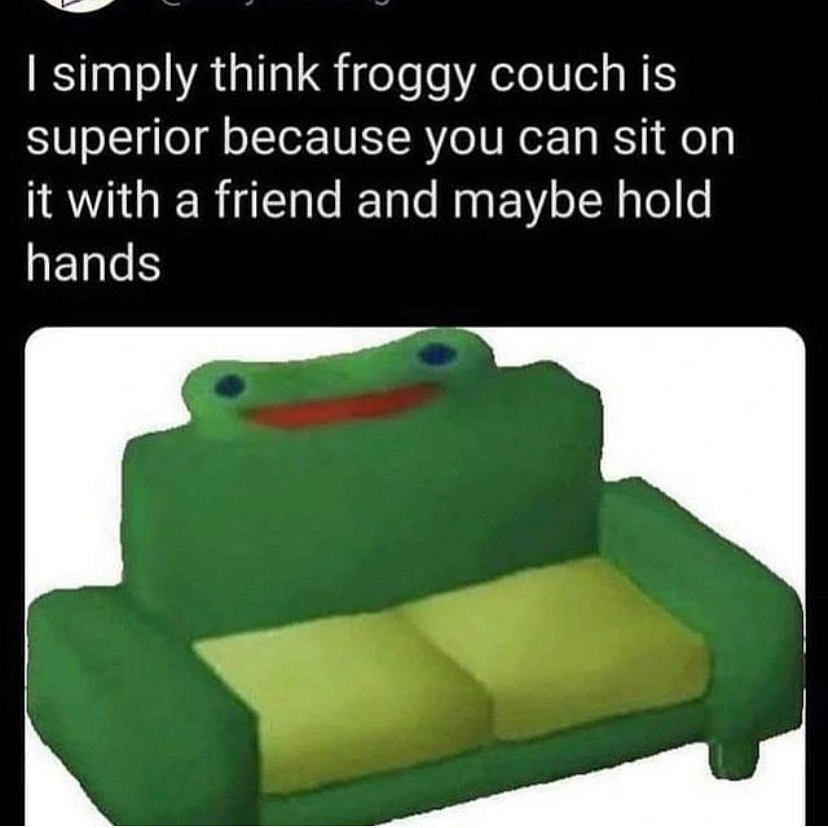 I simply think froggy couch is
superior because you can sit on
it with a friend and maybe hold
hands